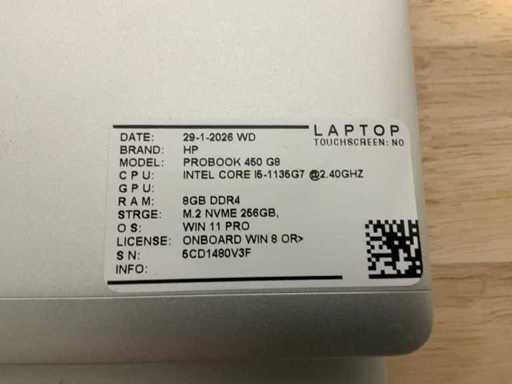 LAPTOP
TOUCHSCREEN: NO
DATE: 29-1-2026 WD
BRAND: HP
MODEL: PROBOOK 450 G8
CPU: INTEL CORE I5-1135G7 @2.40GHZ
GPU:
RAM: 8GB DDR4
STRGE: M.2 NVME 256GB,
OS: WIN 11 PRO
LICENSE: ONBOARD WIN 8 OR>
SN: 5CD1480V3F
INFO: